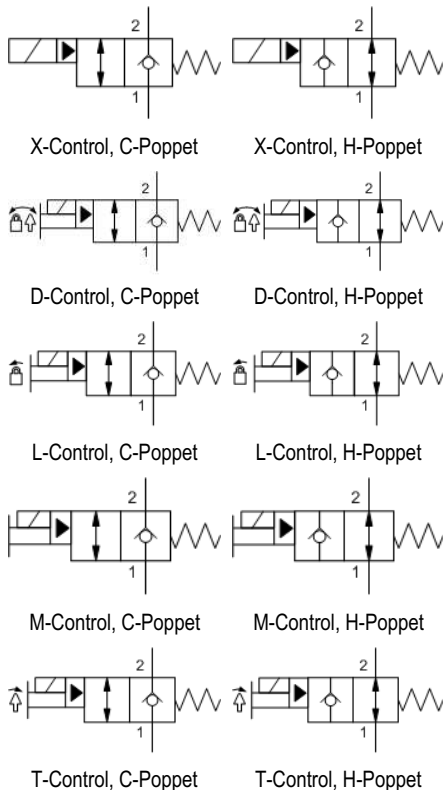 2
2
1
1
X-Control, C-Poppet
X-Control, H-Poppet
2
2
1
1
D-Control, C-Poppet
D-Control, H-Poppet
2
2
1
1
L-Control, C-Poppet
L-Control, H-Poppet
2
2
1
1
M-Control, C-Poppet
M-Control, H-Poppet
2
2
1
1
T-Control, C-Poppet
T-Control, H-Poppet